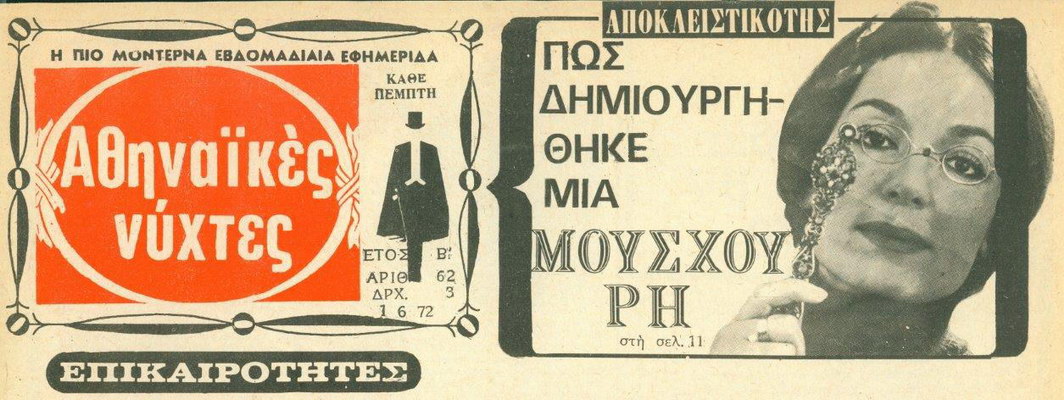 Η ΠΙΟ ΜΟΝΤΕΡΝΑ ΕΒΔΟΜΑΔΙΑΙΑ ΕΦΗΜΕΡΙΔΑ
ΚΑΘΕ
ΠΕΜΠΤΗ
Αθηναϊκὲς
νύχτες
ΕΤΟΣ Β!
ΑΡΙΘ 62
ΔΡΧ. 3
1 6 72
ΕΠΙΚΑΙΡΟΤΗΤΕΣ
ΑΠΟΚΛΕΙΣΤΙΚΟΤΗΣ
ΠΩΣ
ΔΗΜΙΟΥΡΓΗ-
ΘΗΚΕ
ΜΙΑ
ΜΟΥΣΧΟΥ
ΡΗ
στὴ σελ. 11